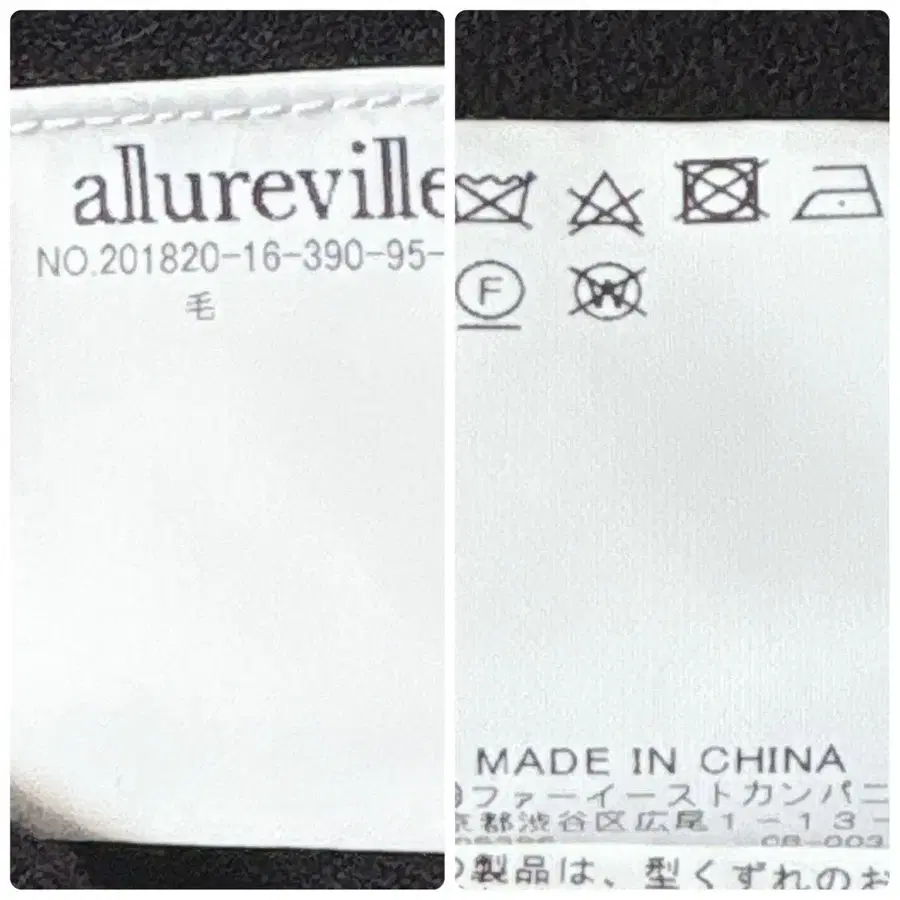 allureville
NO.201820-16-390-95-
毛
F
W
MADE IN CHINA
ファーイーストカンパニ
京都渋谷区広尾1-13-
の製品は、型くずれのお